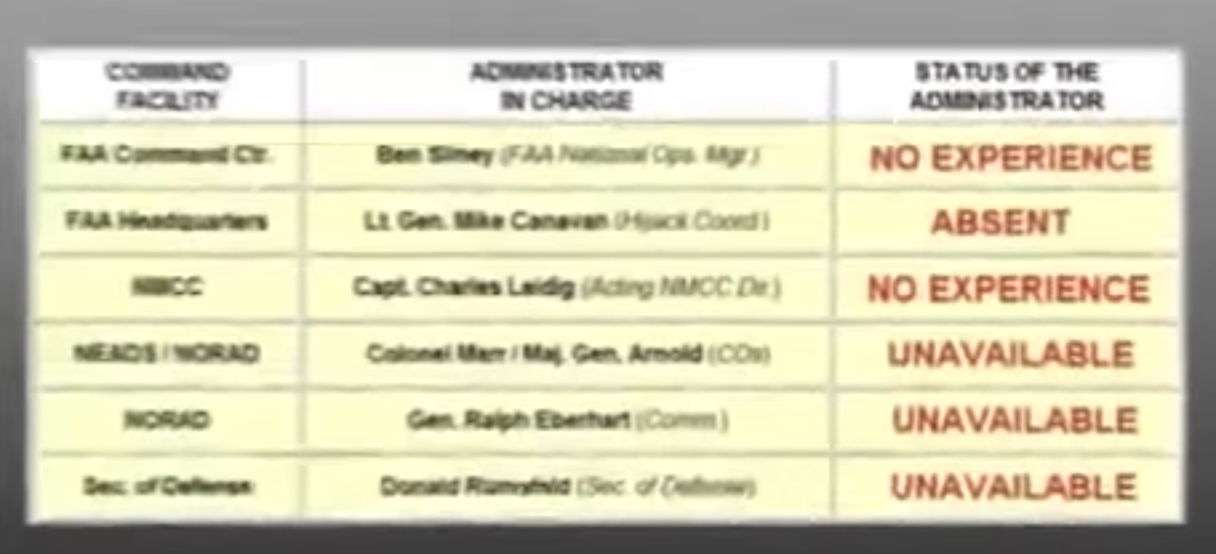 COMMAND FACILITY
ADMINISTRATOR IN CHARGE
STATUS OF THE ADMINISTRATOR
FAA Command Ctr.
Ben Sliney (FAA National Ops. Mgr.)
NO EXPERIENCE
FAA Headquarters
Lt. Gen. Mike Canavan (Hijack Coord.)
ABSENT
NMCC
Capt. Charles Leidig (Acting NMCC Dir.)
NO EXPERIENCE
NEADS / NORAD
Colonel Marr / Maj. Gen. Arnold (COs)
UNAVAILABLE
NORAD
Gen. Ralph Eberhart (Comm.)
UNAVAILABLE
Sec. of Defense
Donald Rumsfeld (Sec. of Defense)
UNAVAILABLE